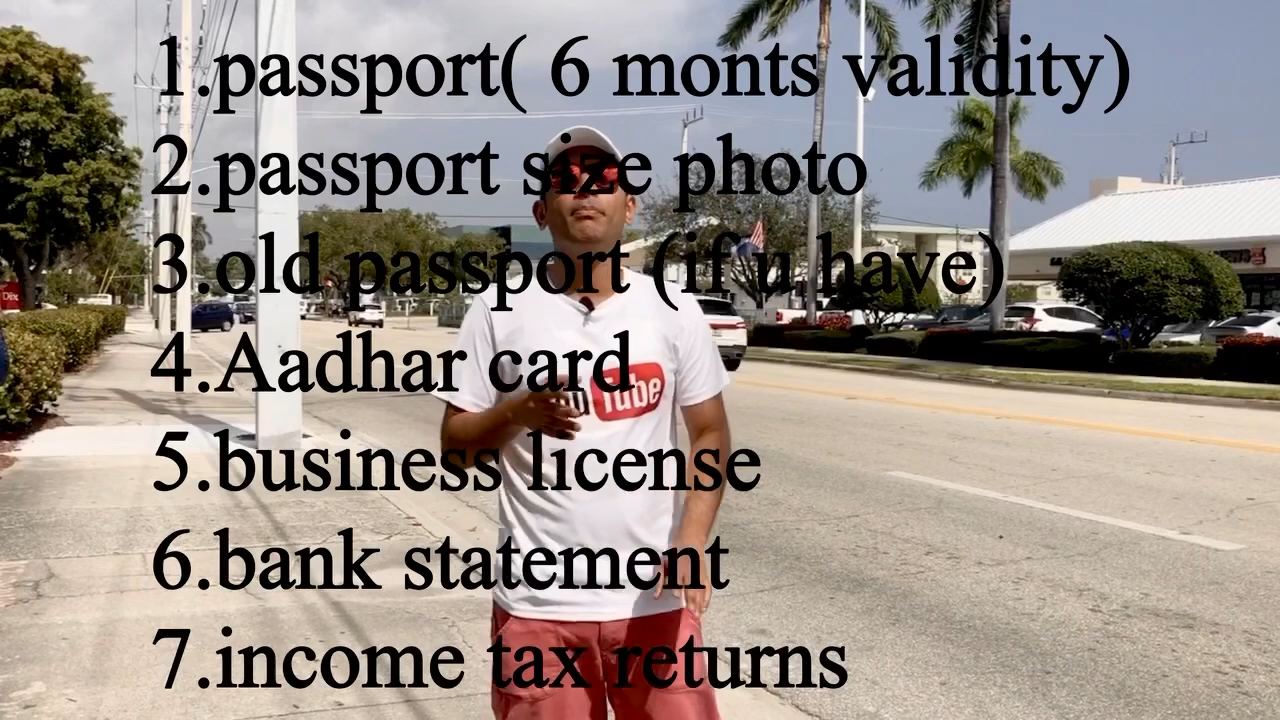 1.passport( 6 monts validity)
2.passport size photo
3.old passport (if u have)
4.Aadhar card
Tube
5.business license
6.bank statement
7.income tax returns